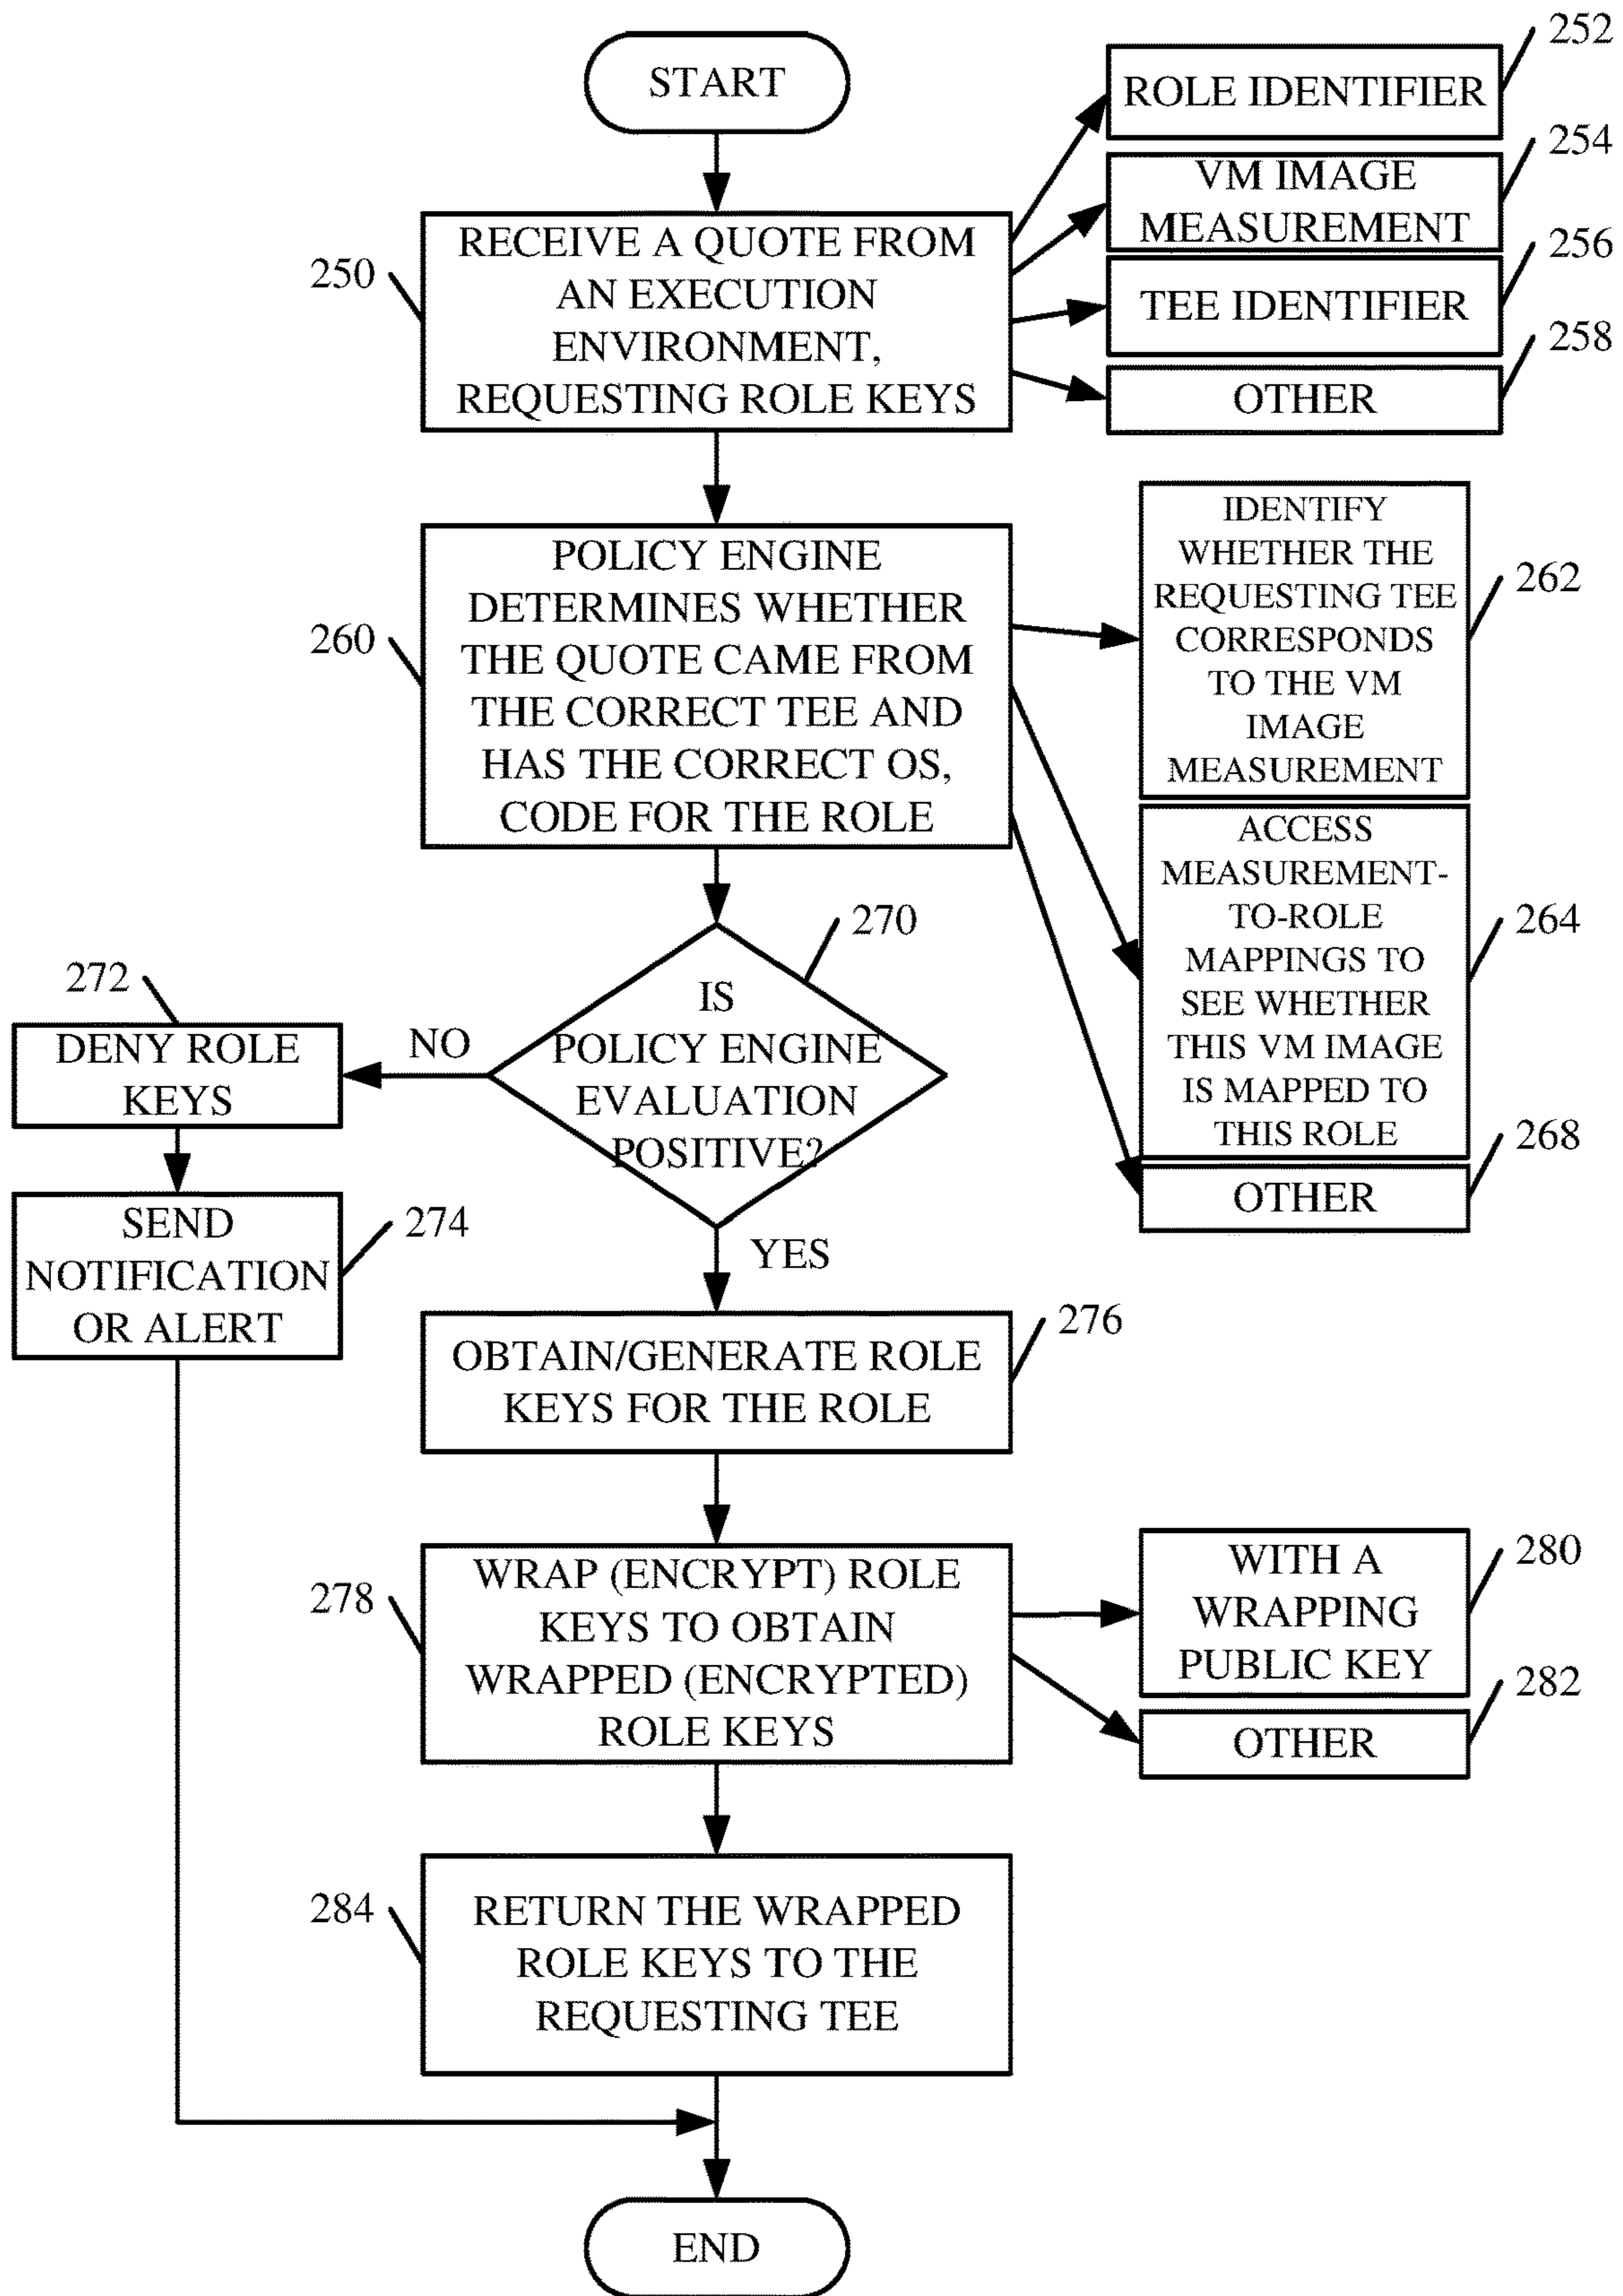 START
252
ROLE IDENTIFIER
254
VM IMAGE
MEASUREMENT
256
TEE IDENTIFIER
258
OTHER
250
RECEIVE A QUOTE FROM
AN EXECUTION
ENVIRONMENT,
REQUESTING ROLE KEYS
260
POLICY ENGINE
DETERMINES WHETHER
THE QUOTE CAME FROM
THE CORRECT TEE AND
HAS THE CORRECT OS,
CODE FOR THE ROLE
IDENTIFY
WHETHER THE
REQUESTING TEE
CORRESPONDS
TO THE VM
IMAGE
MEASUREMENT
262
ACCESS
MEASUREMENT-
TO-ROLE
MAPPINGS TO
SEE WHETHER
THIS VM IMAGE
IS MAPPED TO
THIS ROLE
264
268
OTHER
270
IS
POLICY ENGINE
EVALUATION
POSITIVE?
NO
272
DENY ROLE
KEYS
274
SEND
NOTIFICATION
OR ALERT
YES
276
OBTAIN/GENERATE ROLE
KEYS FOR THE ROLE
278
WRAP (ENCRYPT) ROLE
KEYS TO OBTAIN
WRAPPED (ENCRYPTED)
ROLE KEYS
280
WITH A
WRAPPING
PUBLIC KEY
282
OTHER
284
RETURN THE WRAPPED
ROLE KEYS TO THE
REQUESTING TEE
END